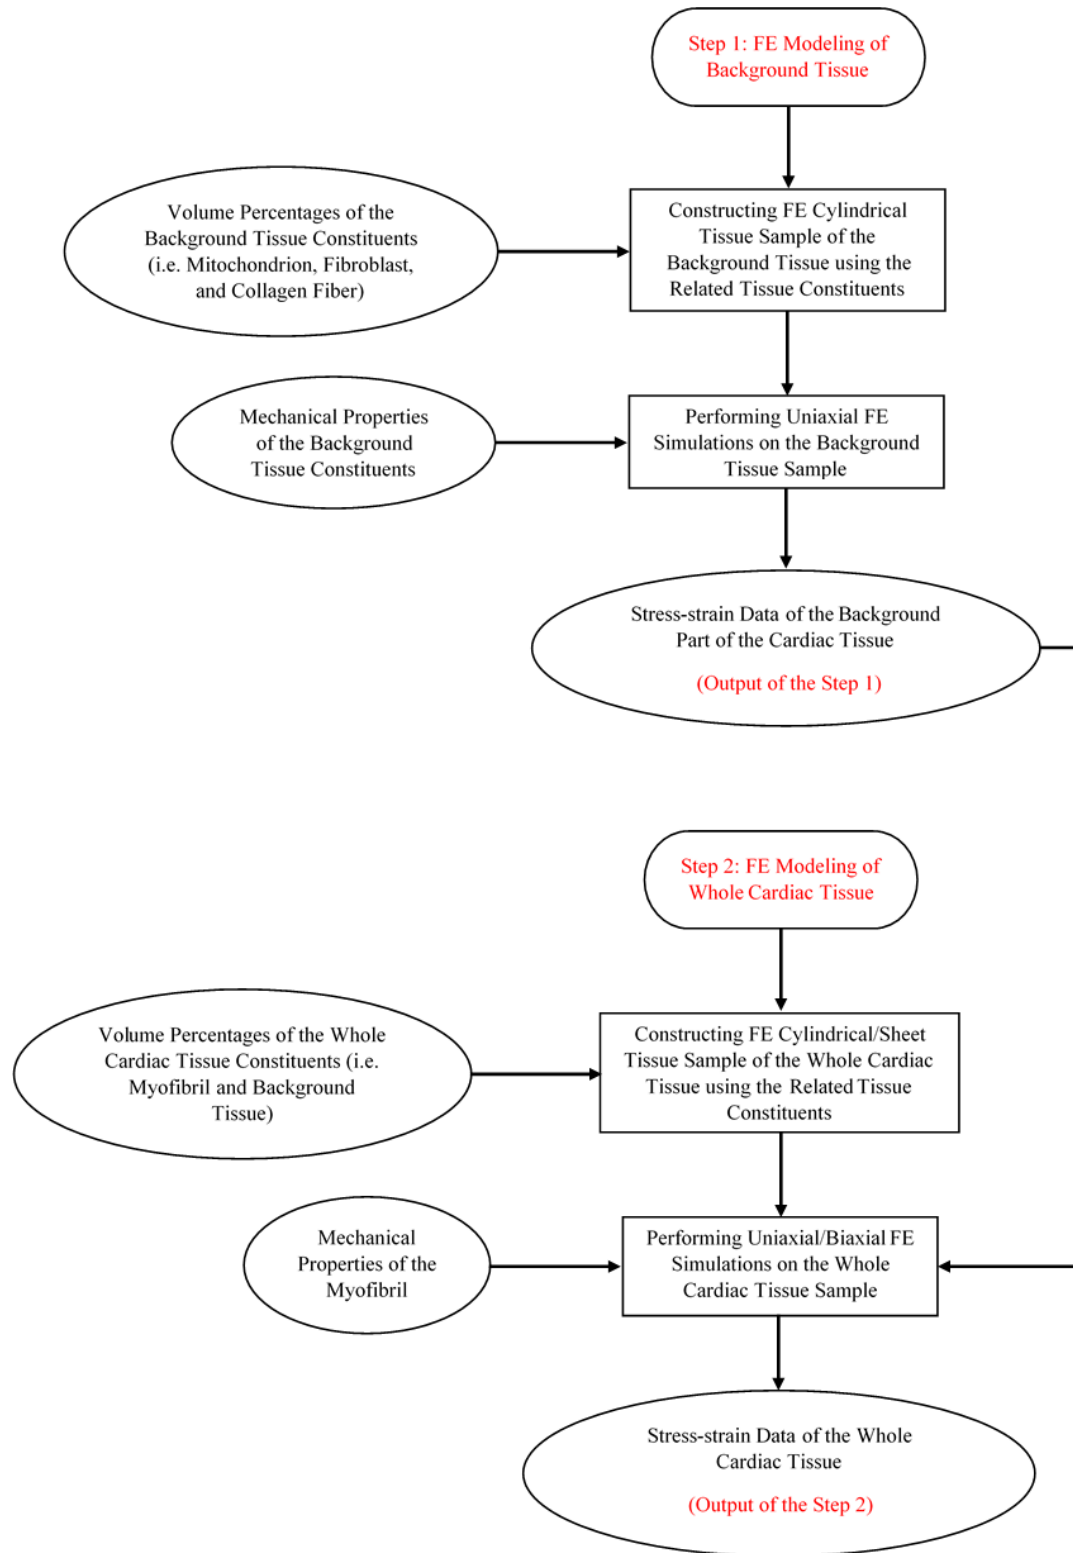 Step 1: FE Modeling of
Background Tissue
Volume Percentages of the
Background Tissue Constituents
(i.e. Mitochondrion, Fibroblast,
and Collagen Fiber)
Constructing FE Cylindrical
Tissue Sample of the
Background Tissue using the
Related Tissue Constituents
Mechanical Properties
of the Background
Tissue Constituents
Performing Uniaxial FE
Simulations on the Background
Tissue Sample
Stress-strain Data of the Background
Part of the Cardiac Tissue
(Output of the Step 1)
Step 2: FE Modeling of
Whole Cardiac Tissue
Volume Percentages of the Whole
Cardiac Tissue Constituents (i.e.
Myofibril and Background
Tissue)
Constructing FE Cylindrical/Sheet
Tissue Sample of the Whole Cardiac
Tissue using the Related Tissue
Constituents
Mechanical
Properties of the
Myofibril
Performing Uniaxial/Biaxial FE
Simulations on the Whole
Cardiac Tissue Sample
Stress-strain Data of the Whole
Cardiac Tissue
(Output of the Step 2)